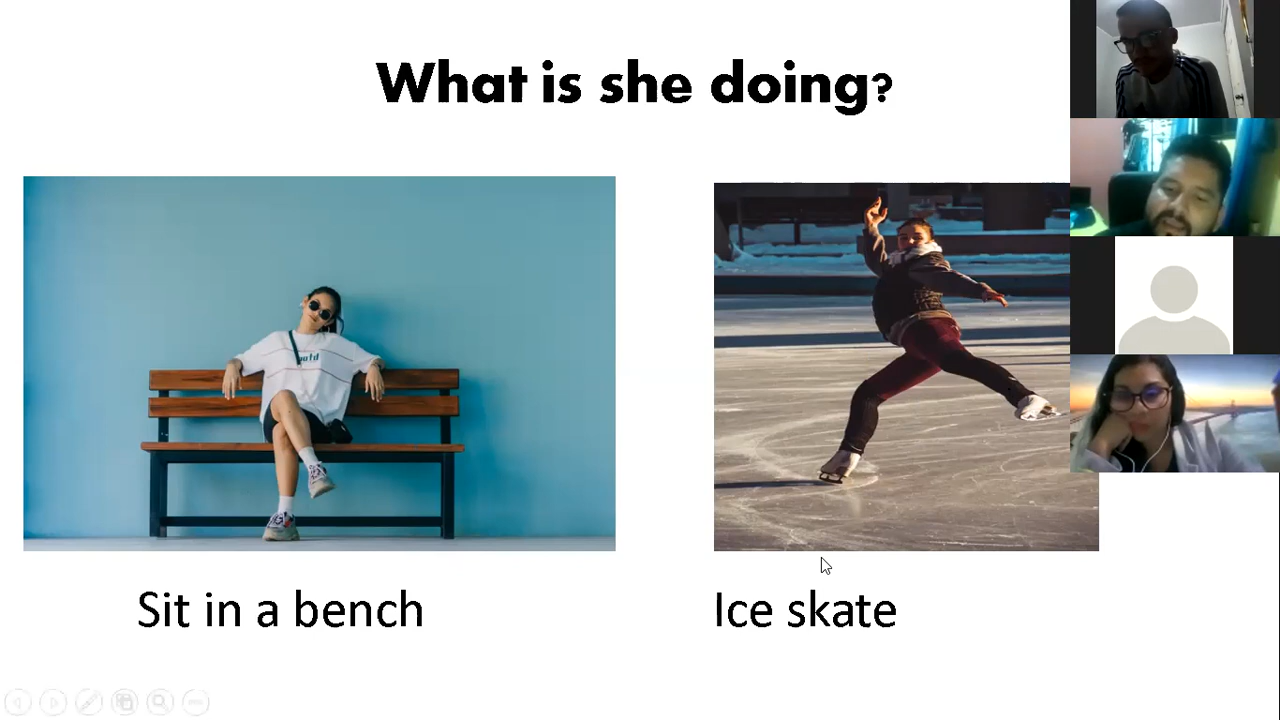 What is she doing?
Sit in a bench
Ice skate